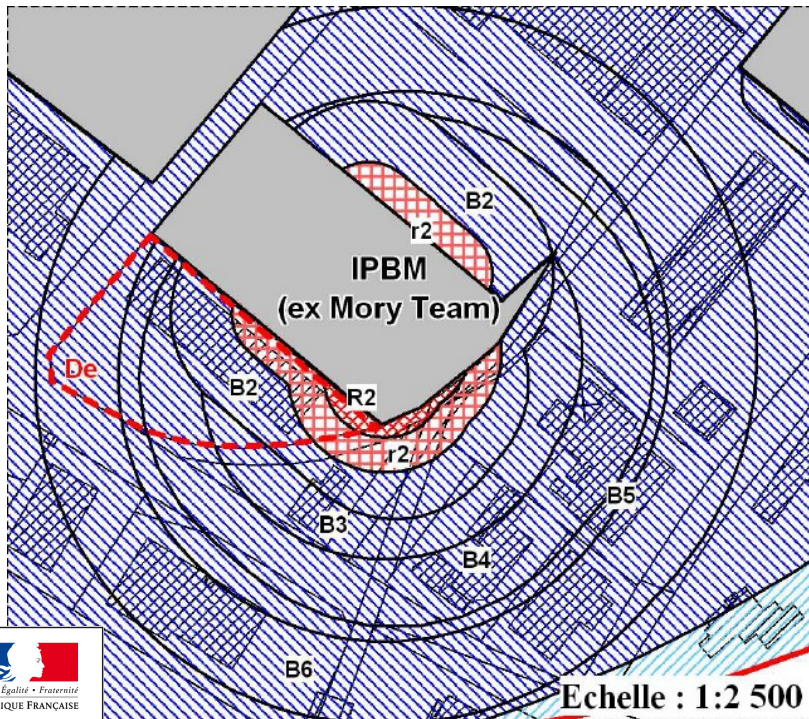 B2
r2
IPBM
(ex Mory Team)
De
B2
R2
r2
B3
B5
B4
B6
Égalité • Fraternité
IQUE FRANÇAISE
Echelle : 1:2 500